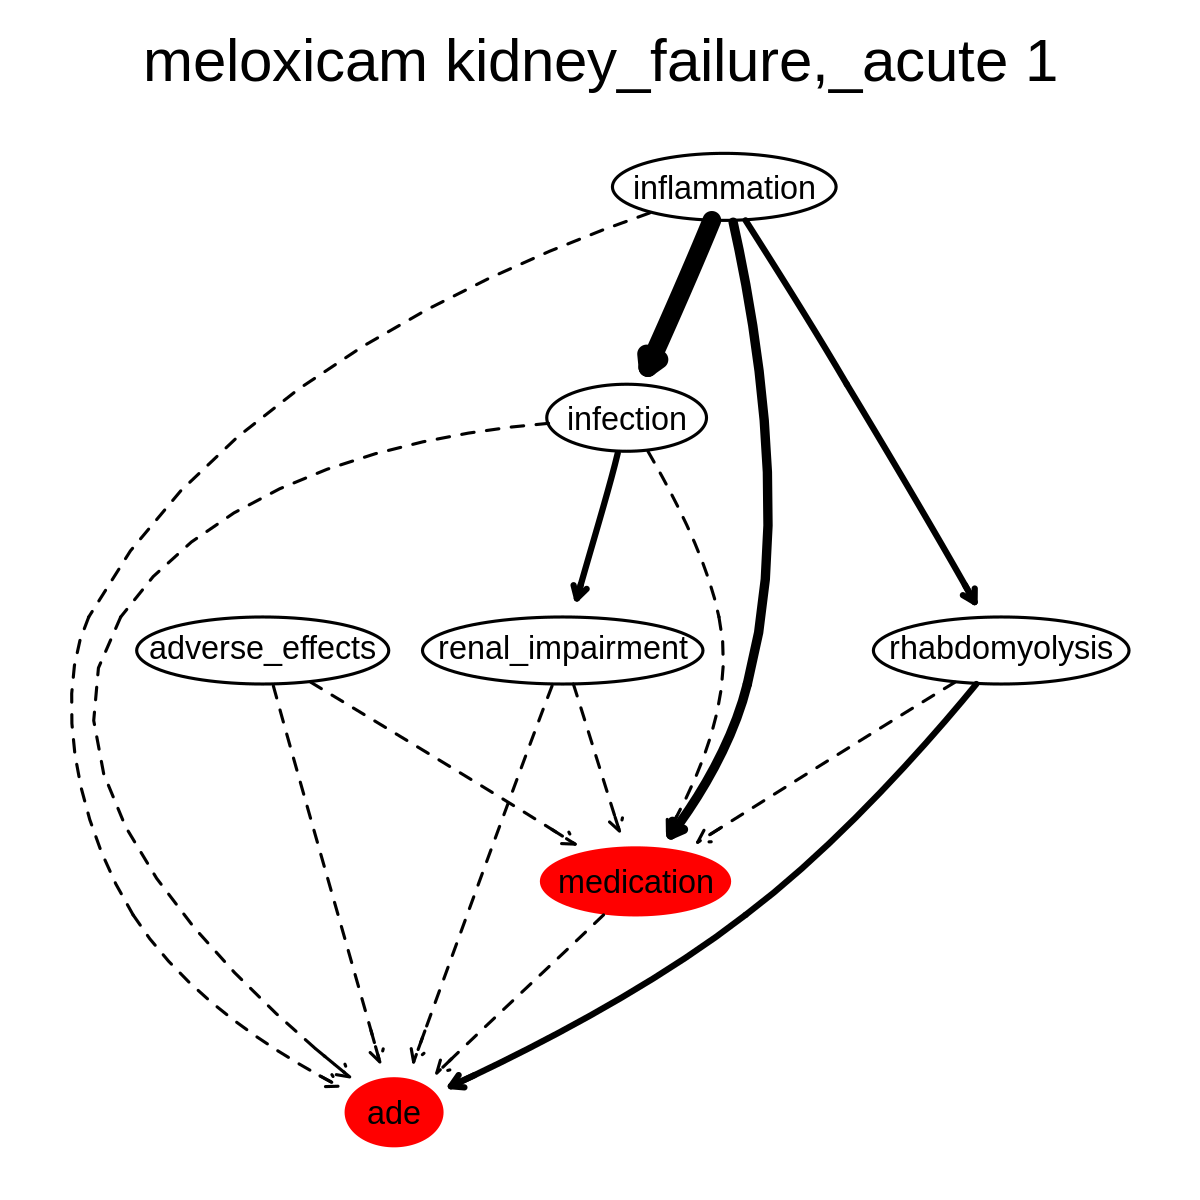 meloxicam kidney_failure,_acute 1
inflammation
infection
adverse_effects
renal_impairment
rhabdomyolysis
medication
ade